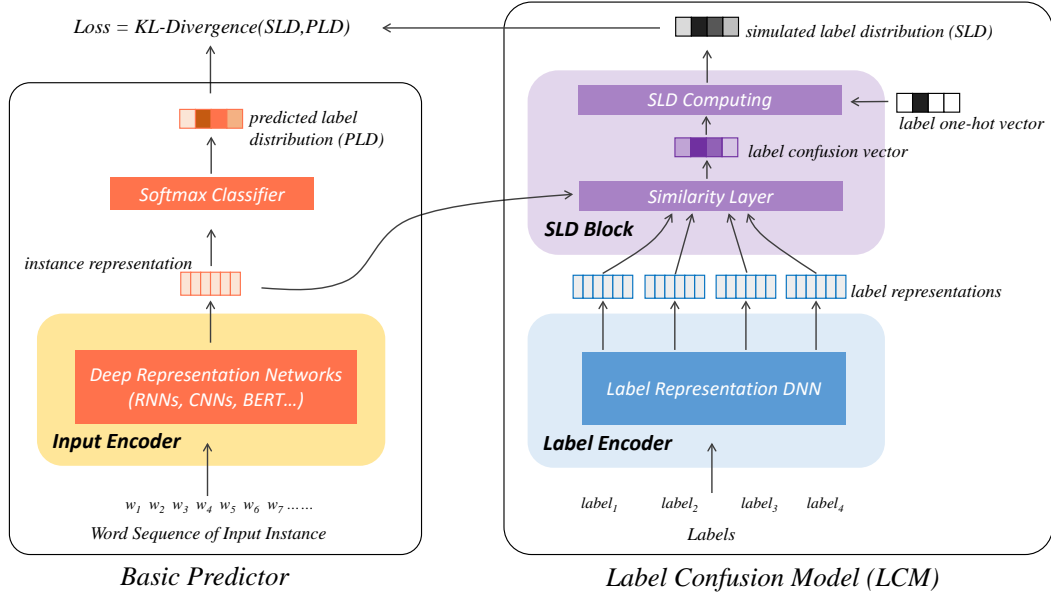 Loss = KL-Divergence(SLD,PLD)
predicted label
distribution (PLD)
Softmax Classifier
instance representation
Deep Representation Networks
(RNNs, CNNs, BERT…)
Input Encoder
w1 w2 w3 w4 w5 w6 w7 ……
Word Sequence of Input Instance
Basic Predictor
simulated label distribution (SLD)
SLD Computing
label one-hot vector
label confusion vector
Similarity Layer
SLD Block
label representations
Label Representation DNN
Label Encoder
label1 label2 label3 label4
Labels
Label Confusion Model (LCM)